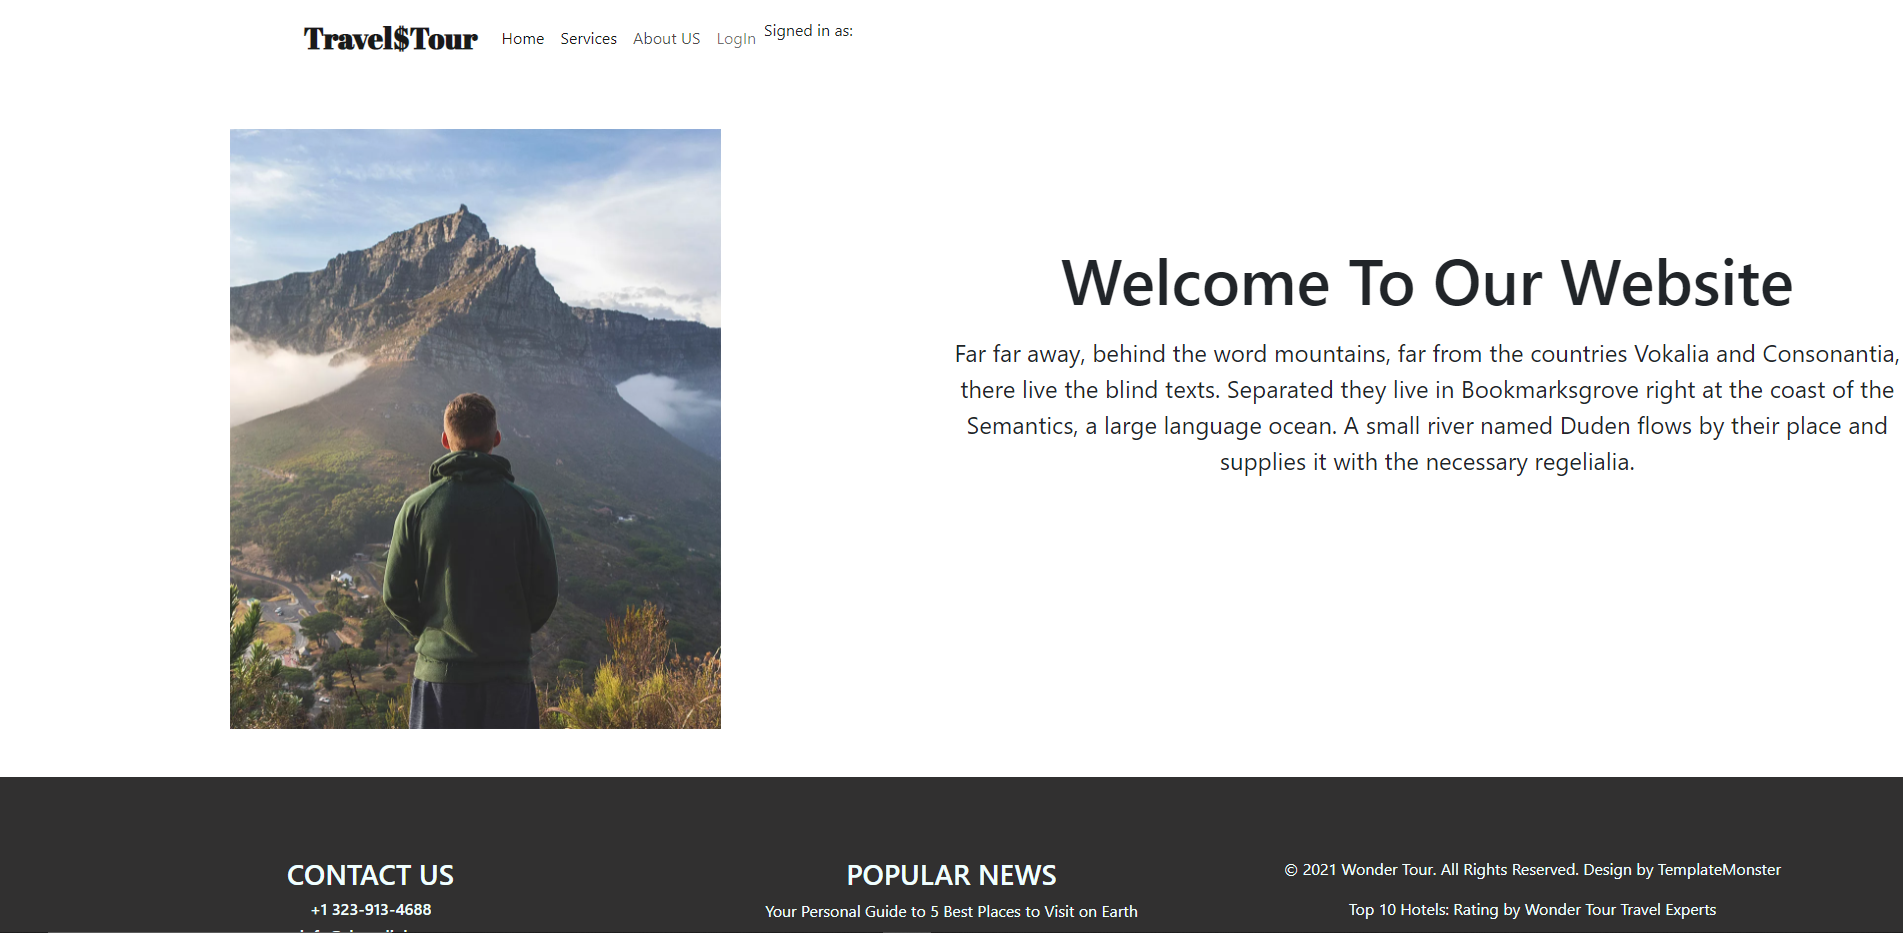 Travel$Tour Home Services About US LogIn Signed in as:
Welcome To Our Website
Far far away, behind the word mountains, far from the countries Vokalia and Consonantia,
there live the blind texts. Separated they live in Bookmarksgrove right at the coast of the
Semantics, a large language ocean. A small river named Duden flows by their place and
supplies it with the necessary regelialia.
CONTACT US
+1 323-913-4688
POPULAR NEWS
Your Personal Guide to 5 Best Places to Visit on Earth
© 2021 Wonder Tour. All Rights Reserved. Design by TemplateMonster
Top 10 Hotels: Rating by Wonder Tour Travel Experts